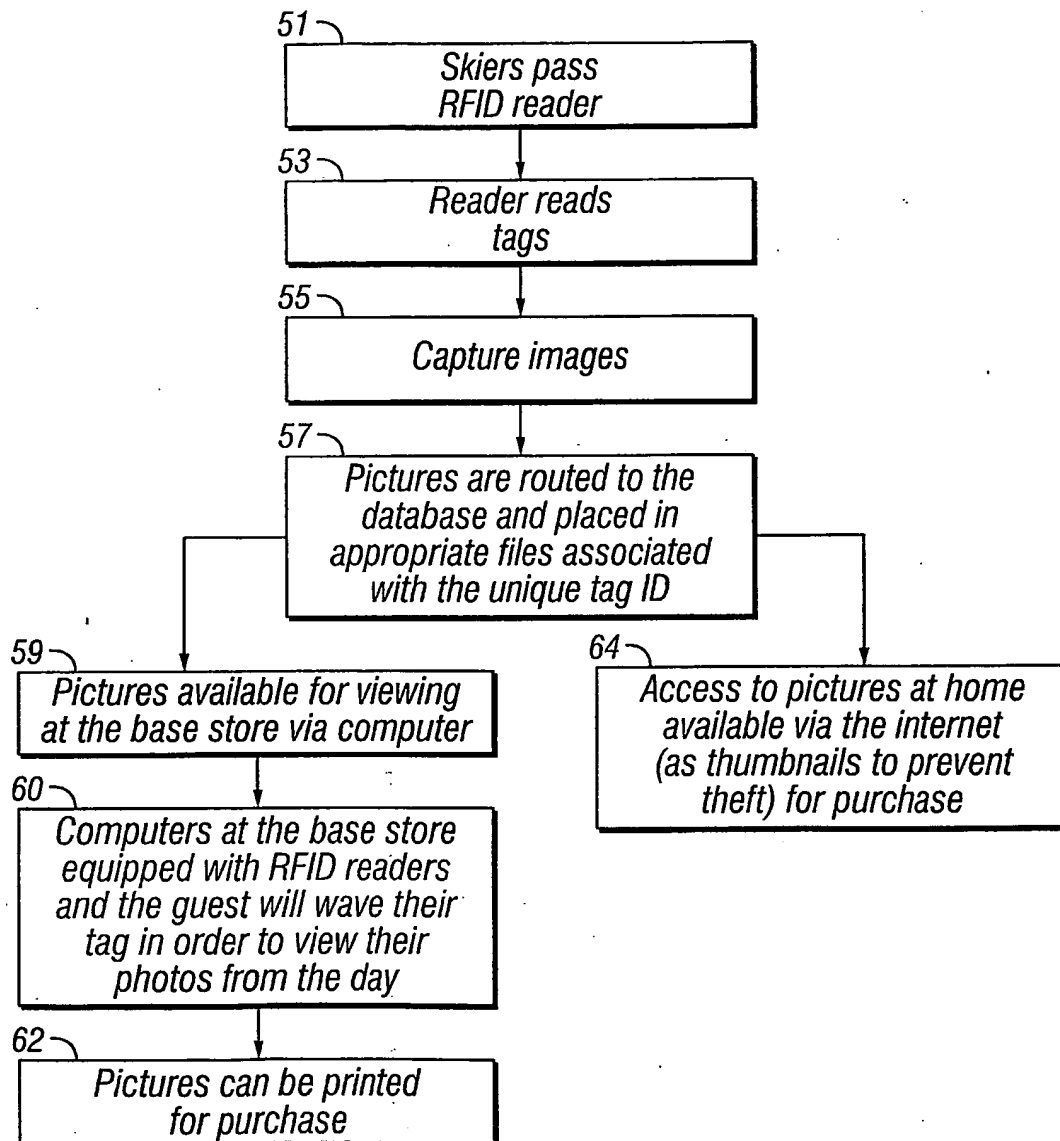 51
Skiers pass
RFID reader
53
Reader reads
tags
55
Capture images
57
Pictures are routed to the
database and placed in
appropriate files associated
with the unique tag ID
59
Pictures available for viewing
at the base store via computer
60
Computers at the base store
equipped with RFID readers
and the guest will wave their
tag in order to view their
photos from the day
62
Pictures can be printed
for purchase
64
Access to pictures at home
available via the internet
(as thumbnails to prevent
theft) for purchase